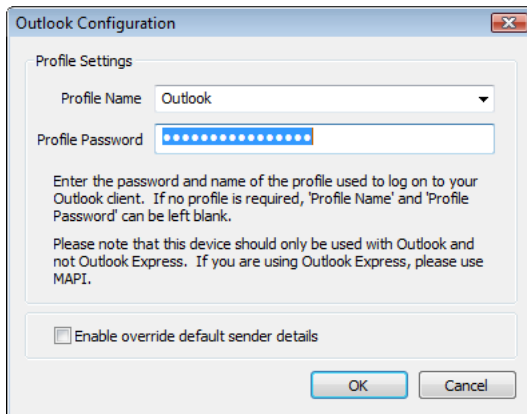 Outlook Configuration
Profile Settings
Profile Name Outlook
Profile Password ●●●●●●●●●●●●●●●●
Enter the password and name of the profile used to log on to your
Outlook client. If no profile is required, 'Profile Name' and 'Profile
Password' can be left blank.
Please note that this device should only be used with Outlook and
not Outlook Express. If you are using Outlook Express, please use
MAPI.
Enable override default sender details
OK Cancel